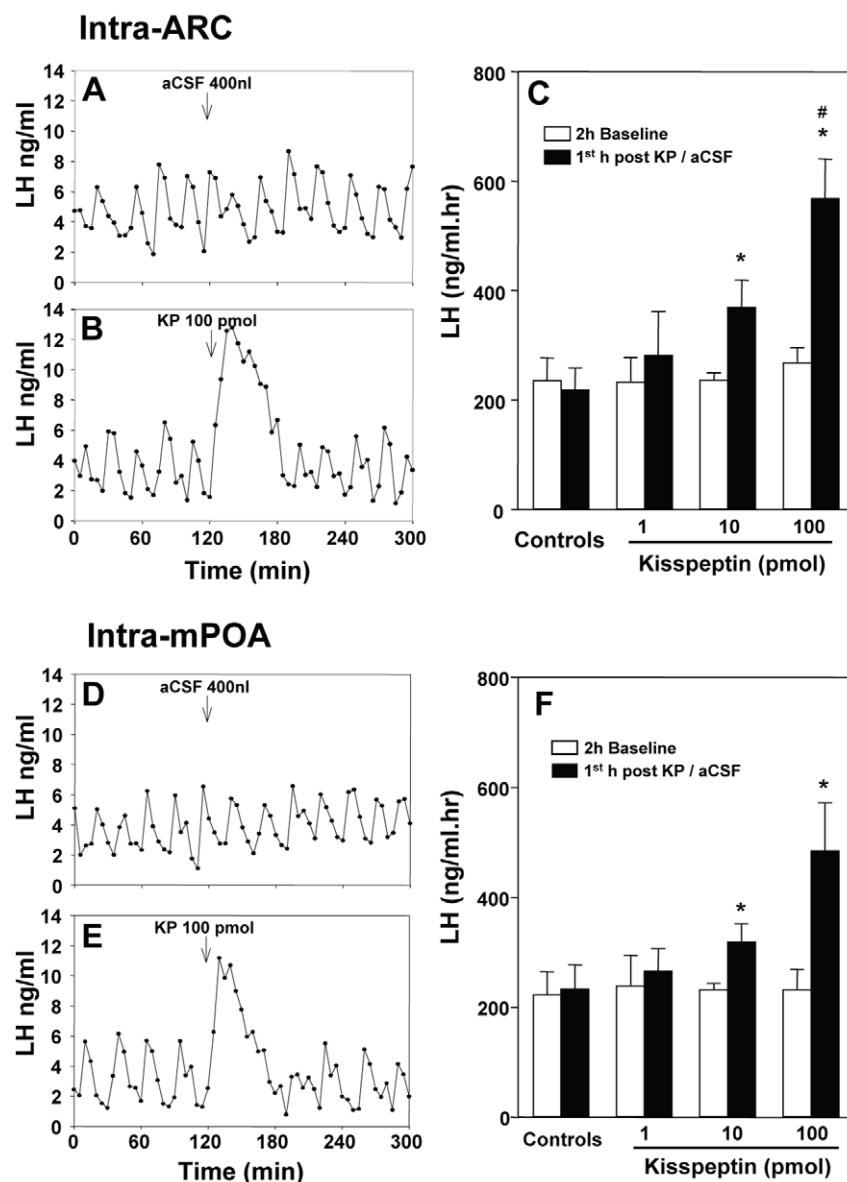 Intra-ARC
A
aCSF 400nl
LH ng/ml
14
12
10
8
6
4
2
0
B
KP 100 pmol
LH ng/ml
14
12
10
8
6
4
2
0
0 60 120 180 240 300
Time (min)
C
2h Baseline
1st h post KP / aCSF
LH (ng/ml.hr)
800
600
400
200
0
*
#
*
Controls 1 10 100
Kisspeptin (pmol)
Intra-mPOA
D
aCSF 400nl
LH ng/ml
14
12
10
8
6
4
2
0
E
KP 100 pmol
LH ng/ml
14
12
10
8
6
4
2
0
0 60 120 180 240 300
Time (min)
F
2h Baseline
1st h post KP / aCSF
LH (ng/ml.hr)
800
600
400
200
0
*
*
Controls 1 10 100
Kisspeptin (pmol)